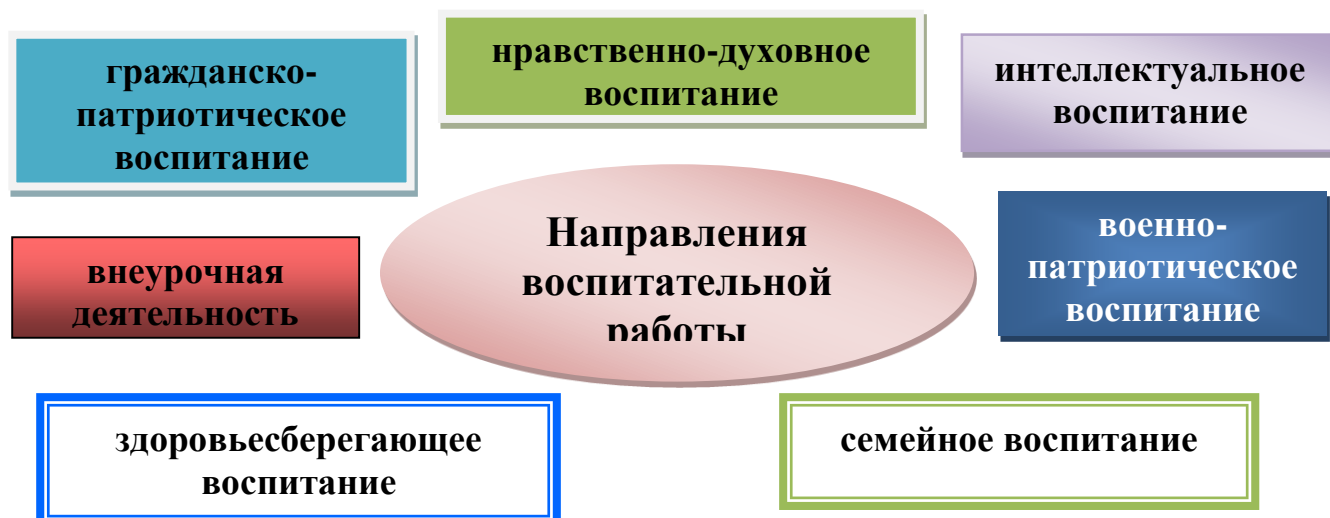 гражданско-
патриотическое
воспитание
нравственно-духовное
воспитание
интеллектуальное
воспитание
внеурочная
деятельность
Направления
воспитательной
работы
военно-
патриотическое
воспитание
здоровьесберегающее
воспитание
семейное воспитание